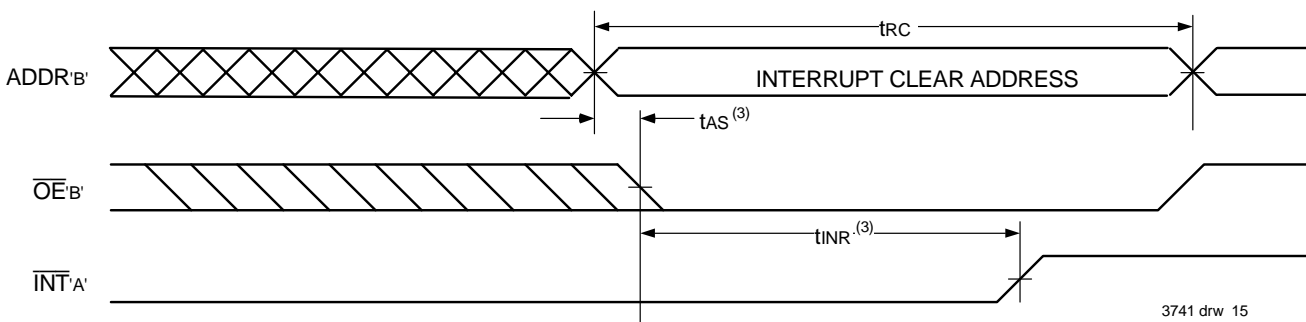 tRC
ADDR'B'
INTERRUPT CLEAR ADDRESS
tAS (3)
OE'B'
tINR (3)
INT'A'
3741 drw 15